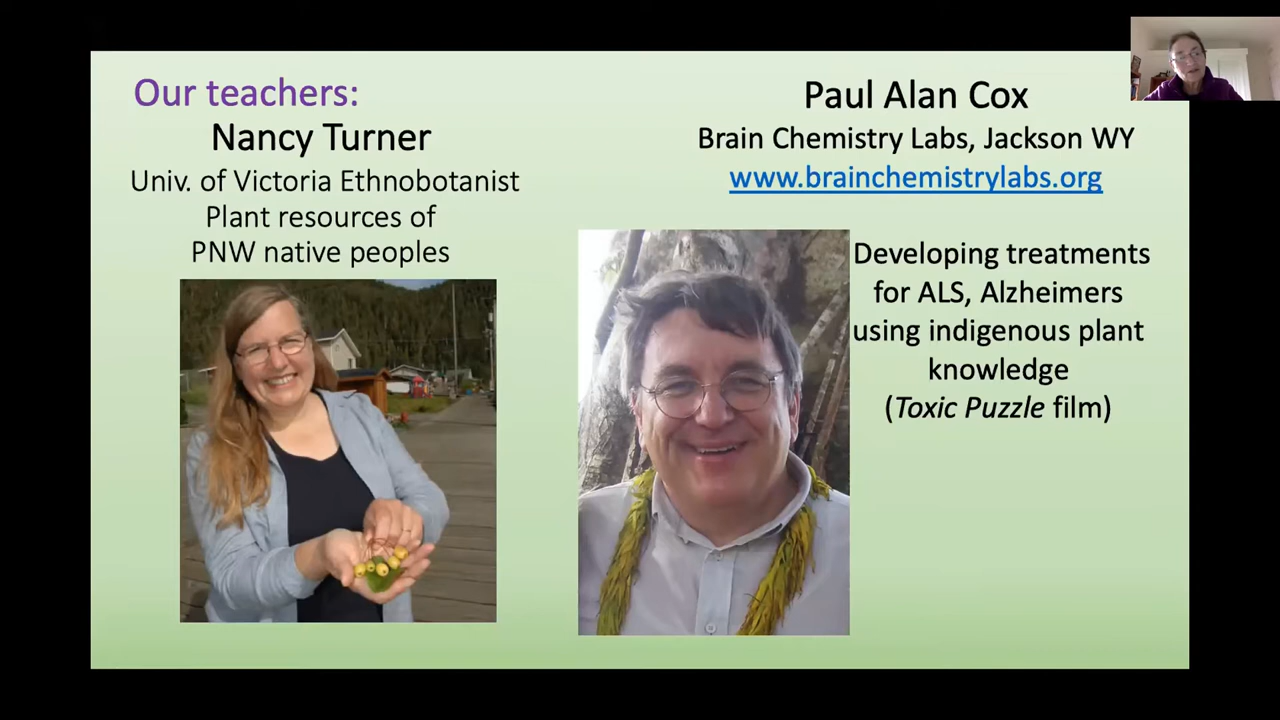 Our teachers:
Nancy Turner
Univ. of Victoria Ethnobotanist
Plant resources of
PNW native peoples
Paul Alan Cox
Brain Chemistry Labs, Jackson WY
www.brainchemistrylabs.org
Developing treatments
for ALS, Alzheimers
using indigenous plant
knowledge
(Toxic Puzzle film)